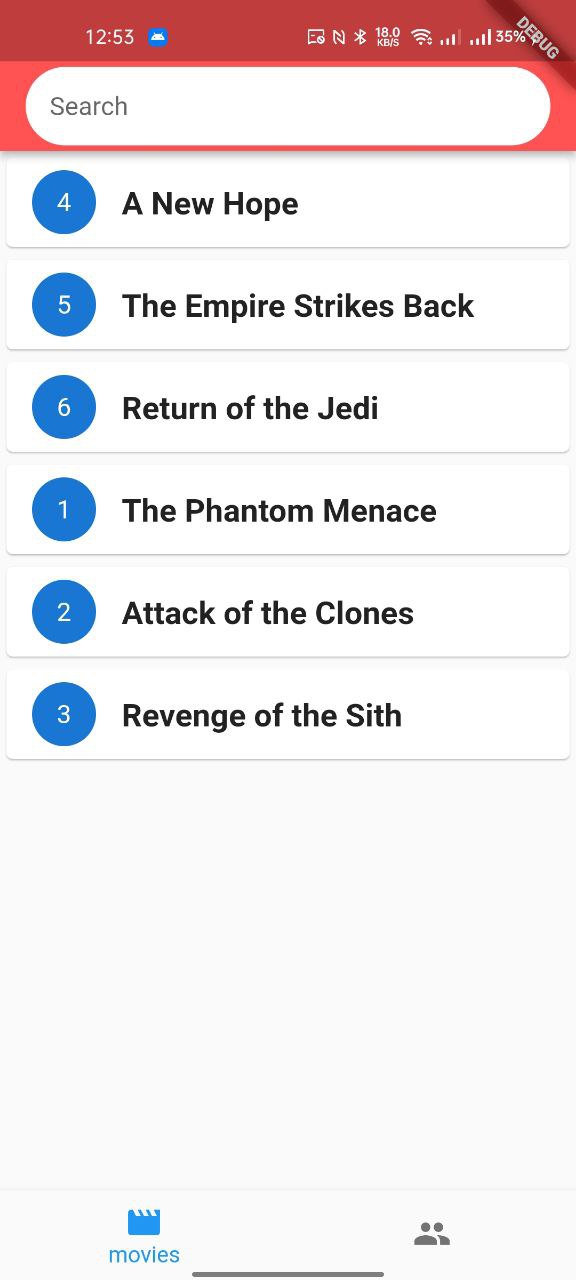 12:53 18.0 KB/S 35%
DEBUG
Search
4 A New Hope
5 The Empire Strikes Back
6 Return of the Jedi
1 The Phantom Menace
2 Attack of the Clones
3 Revenge of the Sith
movies